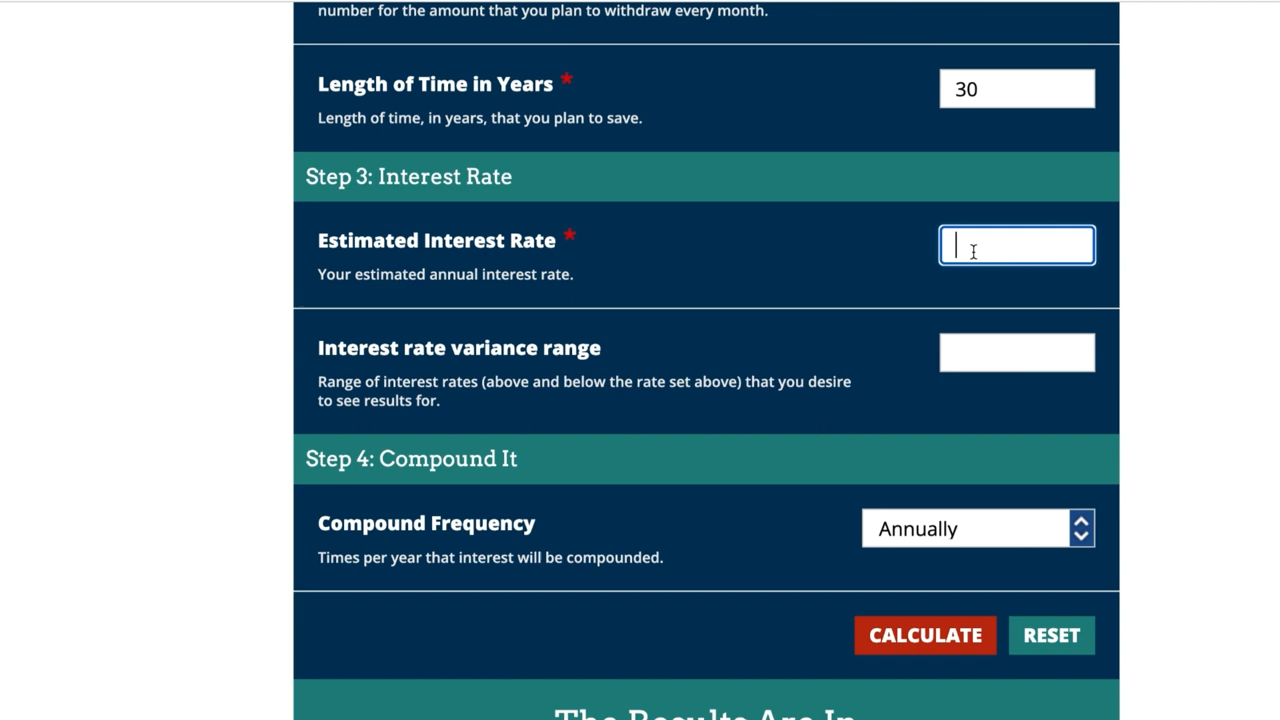 number for the amount that you plan to withdraw every month.
Length of Time in Years *
30
Length of time, in years, that you plan to save.
Step 3: Interest Rate
Estimated Interest Rate *
Your estimated annual interest rate.
Interest rate variance range
Range of interest rates (above and below the rate set above) that you desire
to see results for.
Step 4: Compound It
Compound Frequency
Annually
Times per year that interest will be compounded.
CALCULATE RESET
The Results Are In